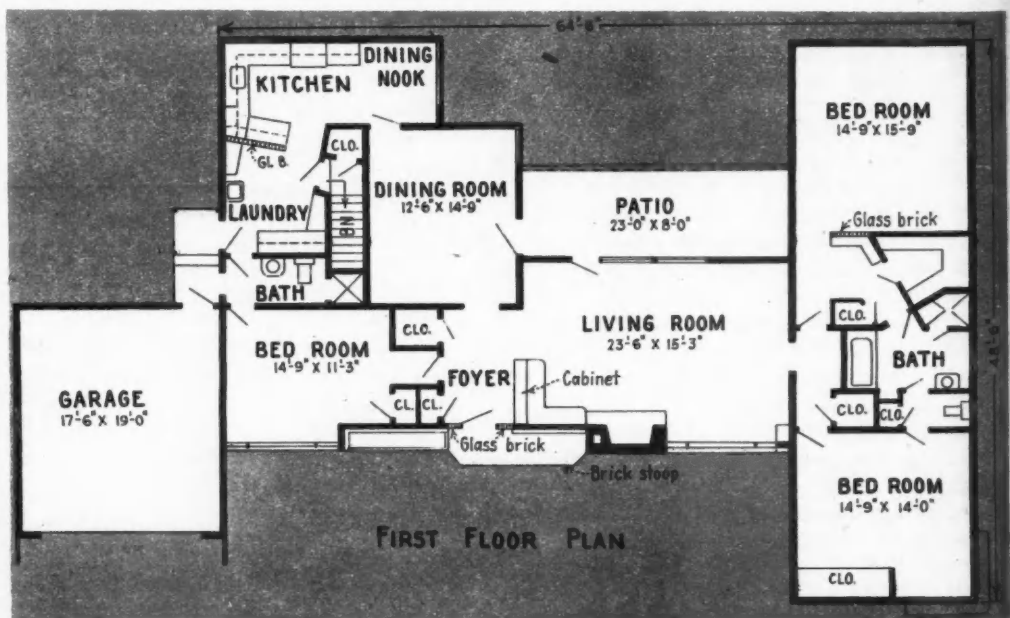 64'-8"
DINING
NOOK
KITCHEN
BED ROOM
14'-9" X 15'-9"
GL. B.
CLO.
DINING ROOM
12'-6" X 14'-9"
PATIO
23'-0" X 8'-0"
Glass brick
LAUNDRY
DN
BATH
CLO.
CLO.
LIVING ROOM
23'-6" X 15'-3"
BED ROOM
14'-9" X 11'-3"
BATH
48'-6"
FOYER
Cabinet
GARAGE
17'-6" X 19'-0"
CL.
CL.
CLO.
CLO.
Glass brick
Brick stoop
BED ROOM
14'-9" X 14'-0"
FIRST FLOOR PLAN
CLO.